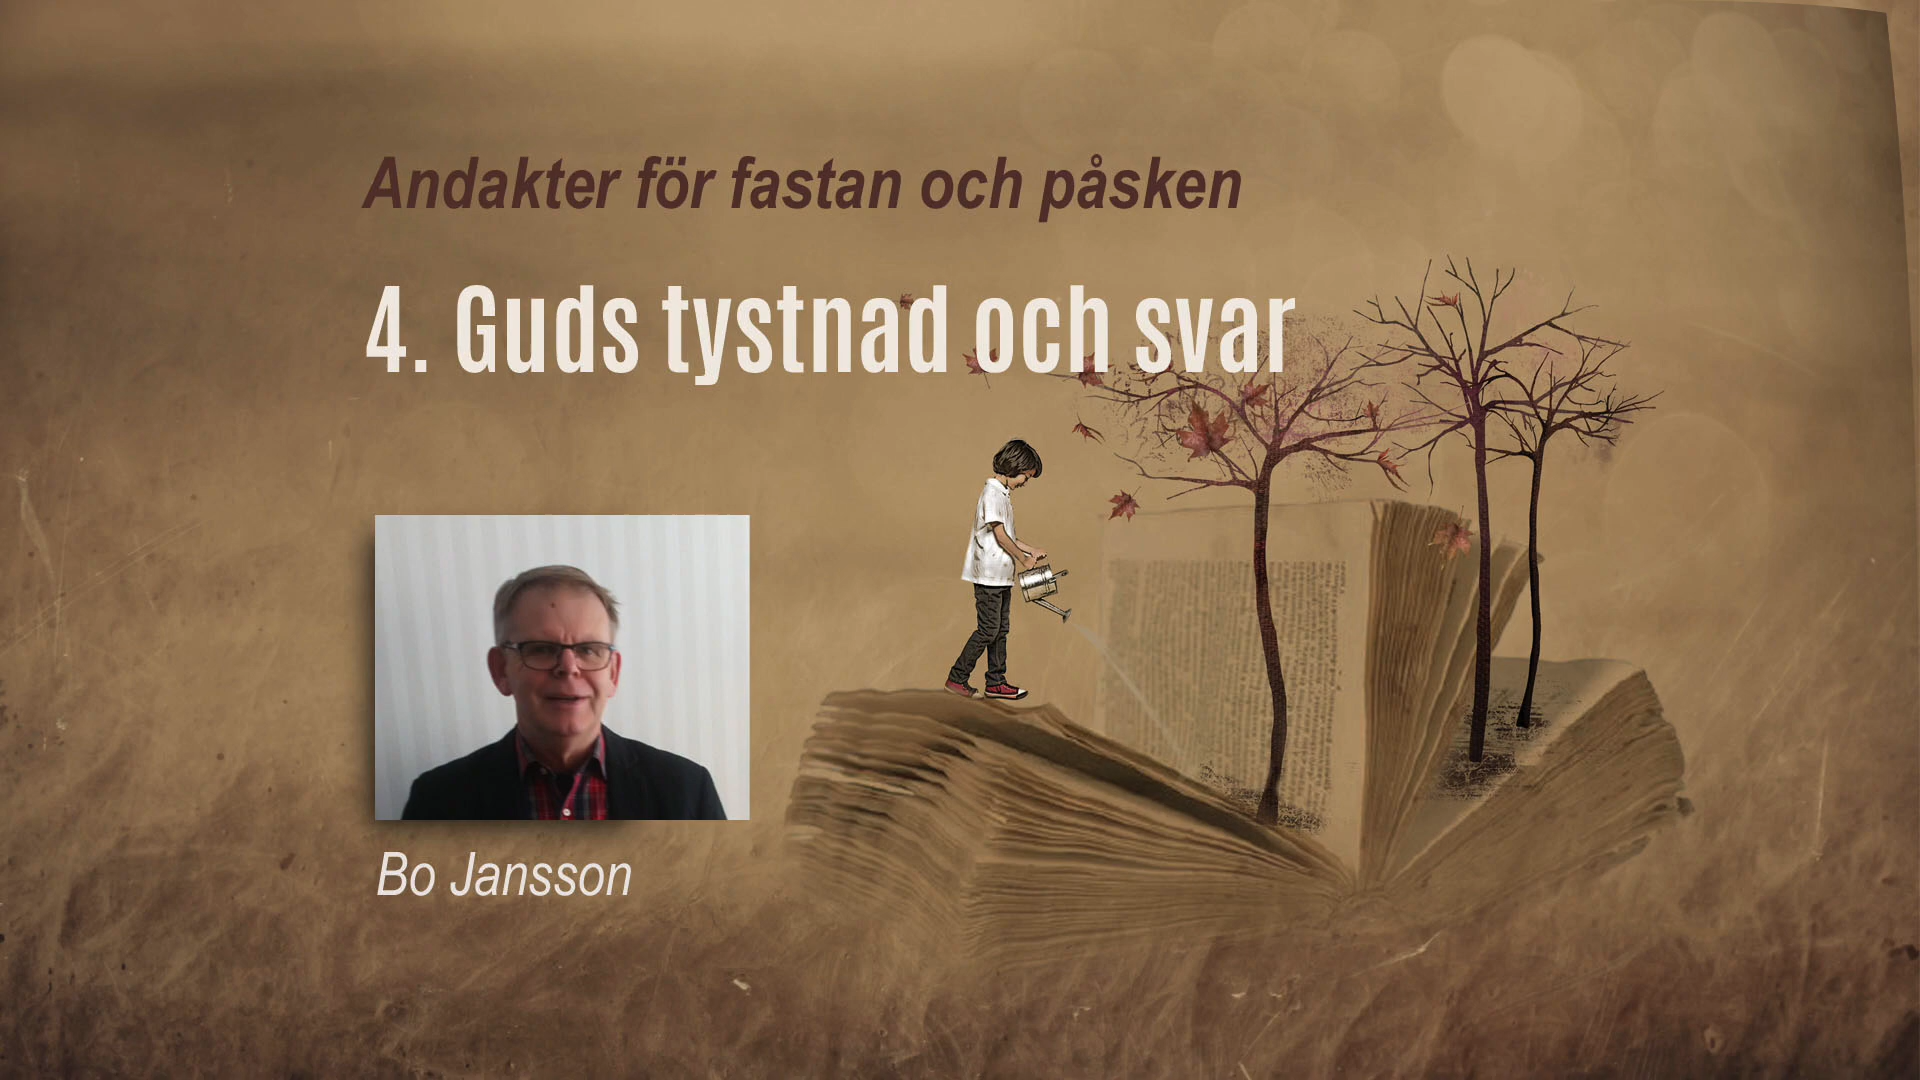 Andakter för fastan och påsken
4. Guds tystnad och svar
Bo Jansson